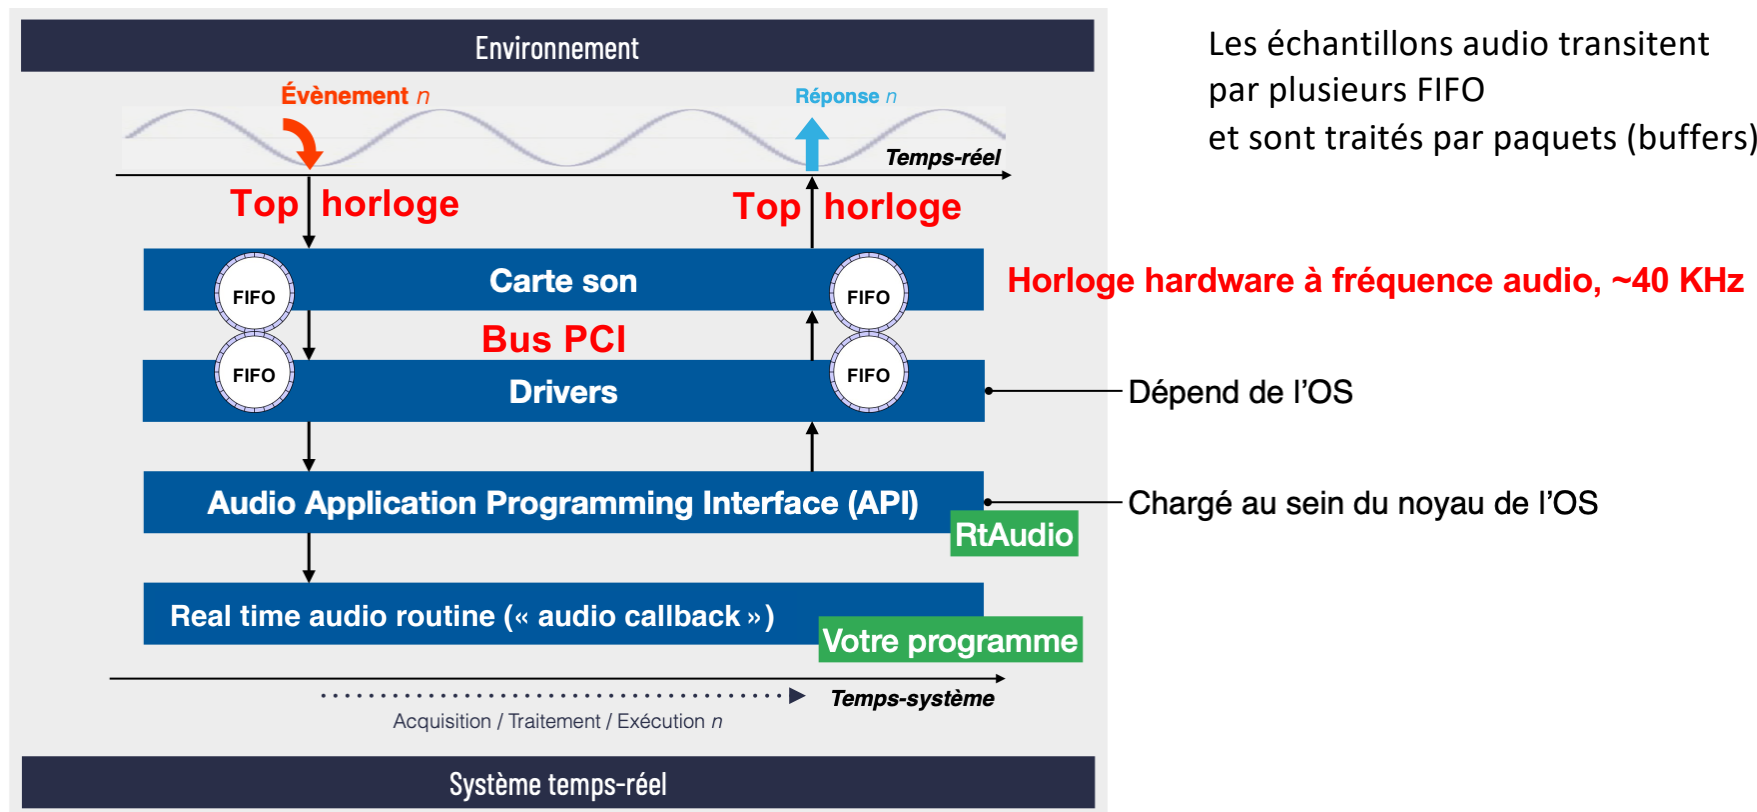 Environnement
Les échantillons audio transitent
par plusieurs FIFO
et sont traités par paquets (buffers)
Évènement n
Réponse n
Temps-réel
Top horloge
Top horloge
FIFO
Carte son
FIFO
Horloge hardware à fréquence audio, ~40 KHz
Bus PCI
FIFO
Drivers
FIFO
Dépend de l'OS
Audio Application Programming Interface (API)
Chargé au sein du noyau de l'OS
RtAudio
Real time audio routine (« audio callback »)
Votre programme
Temps-système
Acquisition / Traitement / Exécution n
Système temps-réel